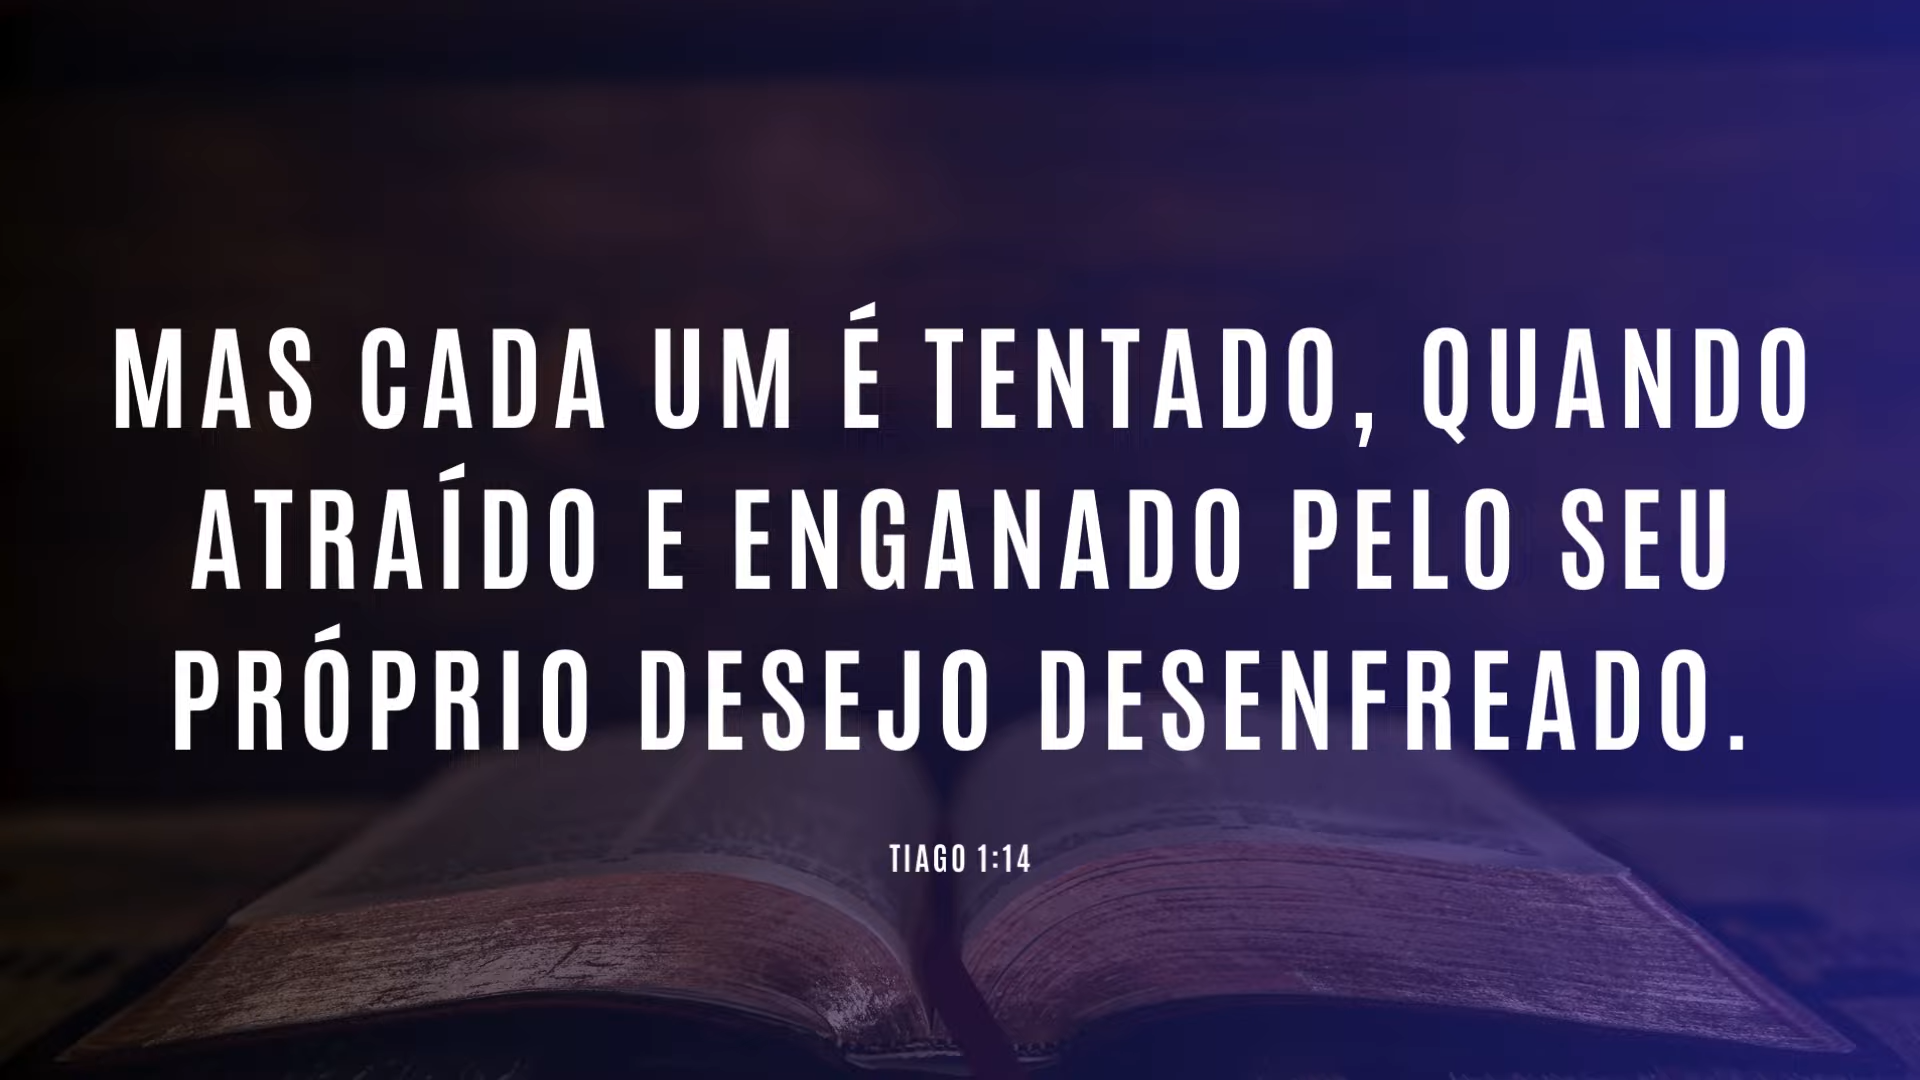 MAS CADA UM É TENTADO, QUANDO
ATRAÍDO E ENGANADO PELO SEU
PRÓPRIO DESEJO DESENFREADO.
TIAGO 1:14